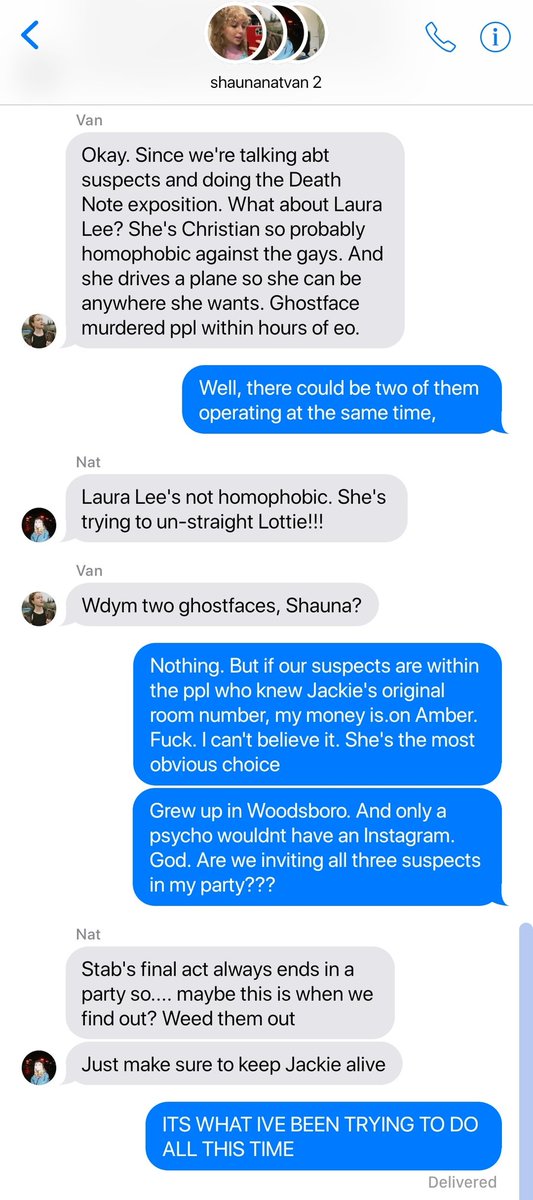 shaunanatvan 2
Van
Okay. Since we're talking abt
suspects and doing the Death
Note exposition. What about Laura
Lee? She's Christian so probably
homophobic against the gays. And
she drives a plane so she can be
anywhere she wants. Ghostface
murdered ppl within hours of eo.
Well, there could be two of them
operating at the same time,
Nat
Laura Lee's not homophobic. She's
trying to un-straight Lottie!!!
Van
Wdym two ghostfaces, Shauna?
Nothing. But if our suspects are within
the ppl who knew Jackie's original
room number, my money is.on Amber.
Fuck. I can't believe it. She's the most
obvious choice
Grew up in Woodsboro. And only a
psycho wouldnt have an Instagram.
God. Are we inviting all three suspects
in my party???
Nat
Stab's final act always ends in a
party so.... maybe this is when we
find out? Weed them out
Just make sure to keep Jackie alive
ITS WHAT IVE BEEN TRYING TO DO
ALL THIS TIME
Delivered